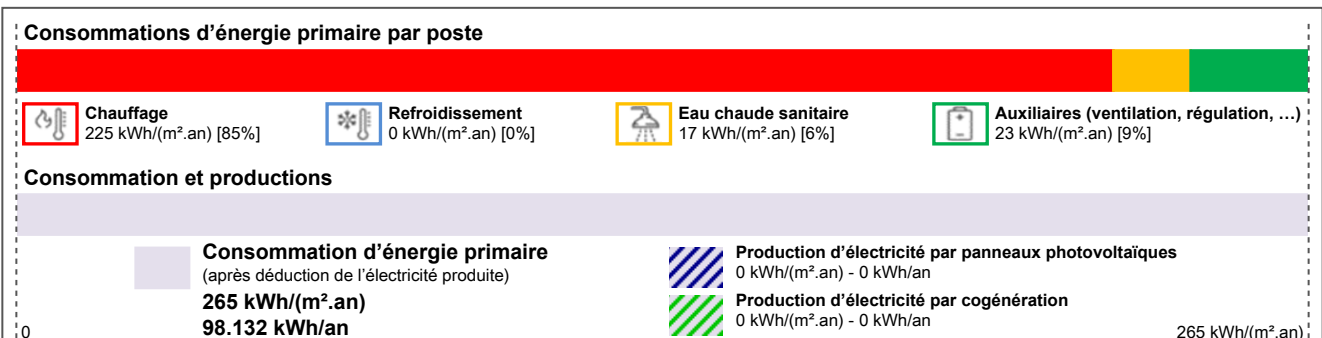 Consommations d’énergie primaire par poste
Chauffage
225 kWh/(m².an) [85%]
Refroidissement
0 kWh/(m².an) [0%]
Eau chaude sanitaire
17 kWh/(m².an) [6%]
Auxiliaires (ventilation, régulation, …)
23 kWh/(m².an) [9%]
Consommation et productions
Consommation d’énergie primaire
(après déduction de l’électricité produite)
265 kWh/(m².an)
98.132 kWh/an
Production d’électricité par panneaux photovoltaïques
0 kWh/(m².an) - 0 kWh/an
Production d’électricité par cogénération
0 kWh/(m².an) - 0 kWh/an
0
265 kWh/(m².an)